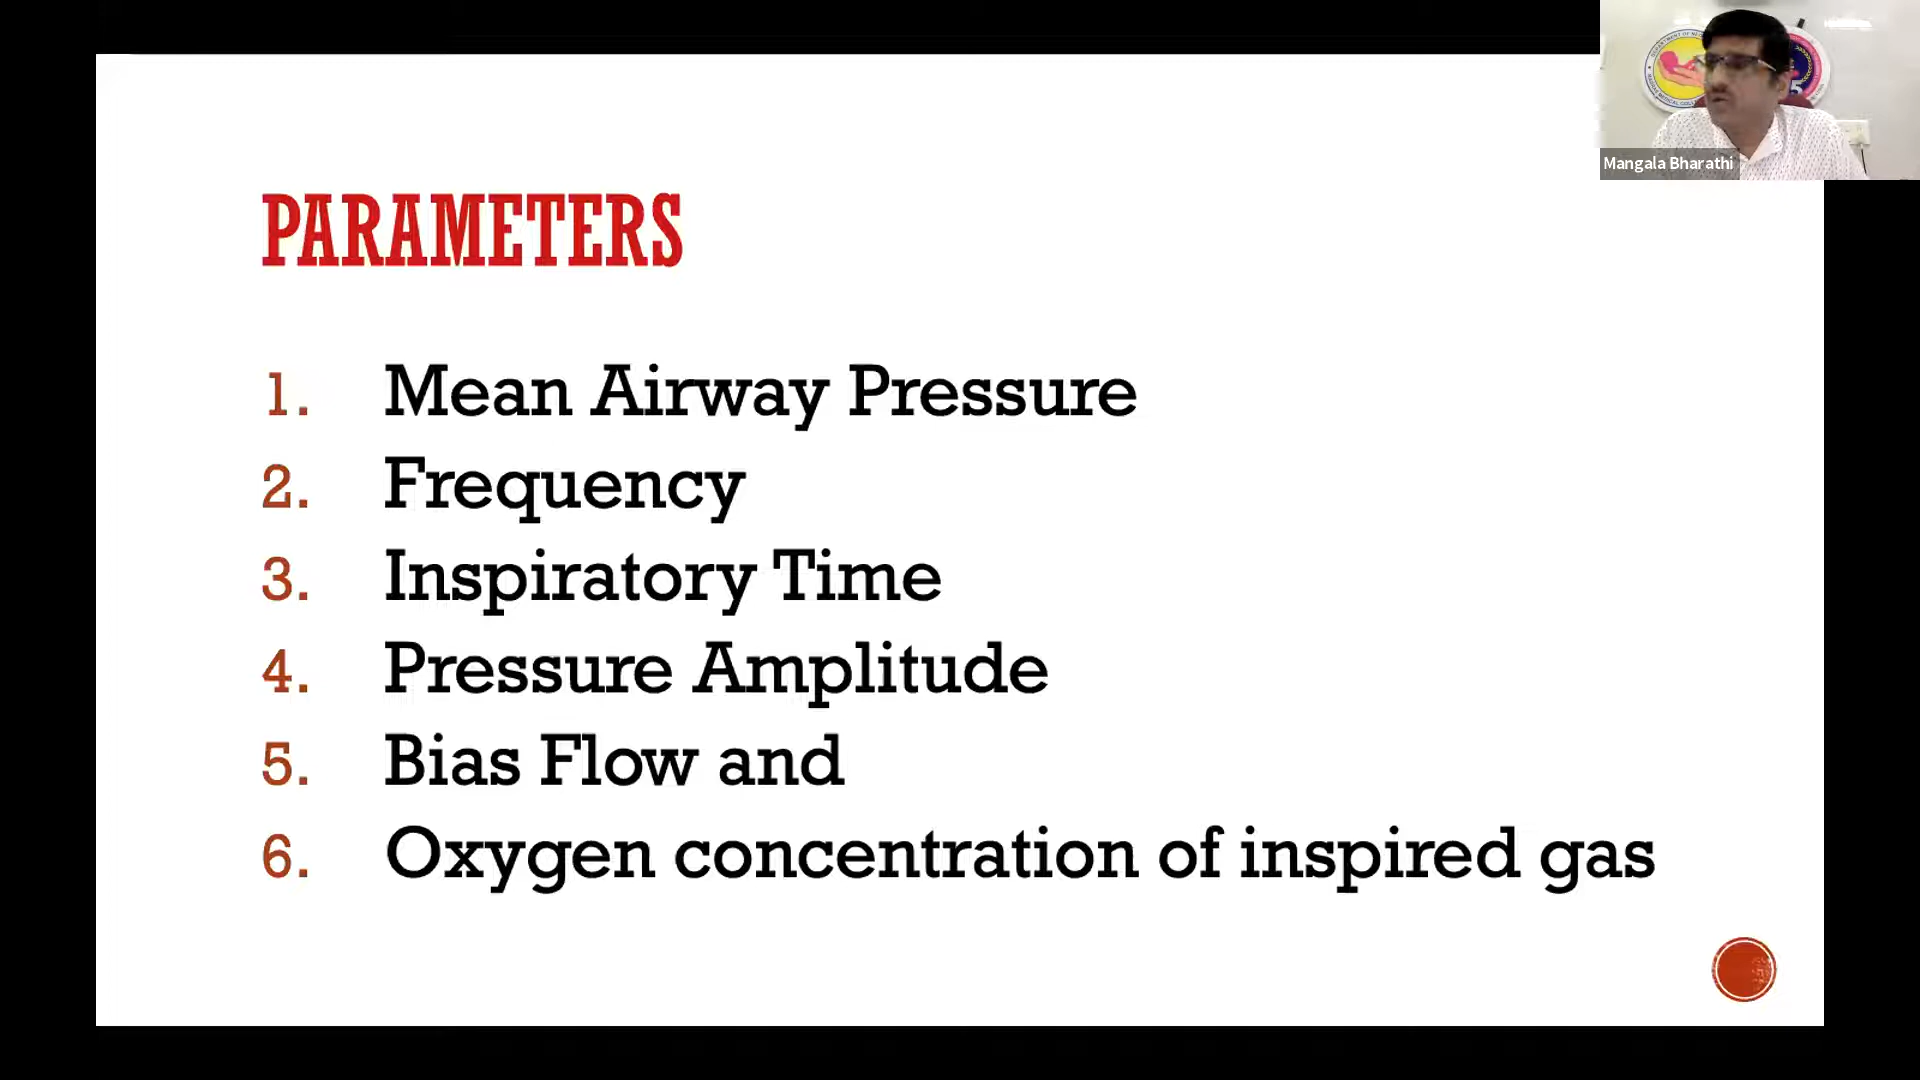 PARAMETERS
1. Mean Airway Pressure
2. Frequency
3. Inspiratory Time
4. Pressure Amplitude
5. Bias Flow and
6. Oxygen concentration of inspired gas
Mangala Bharathi